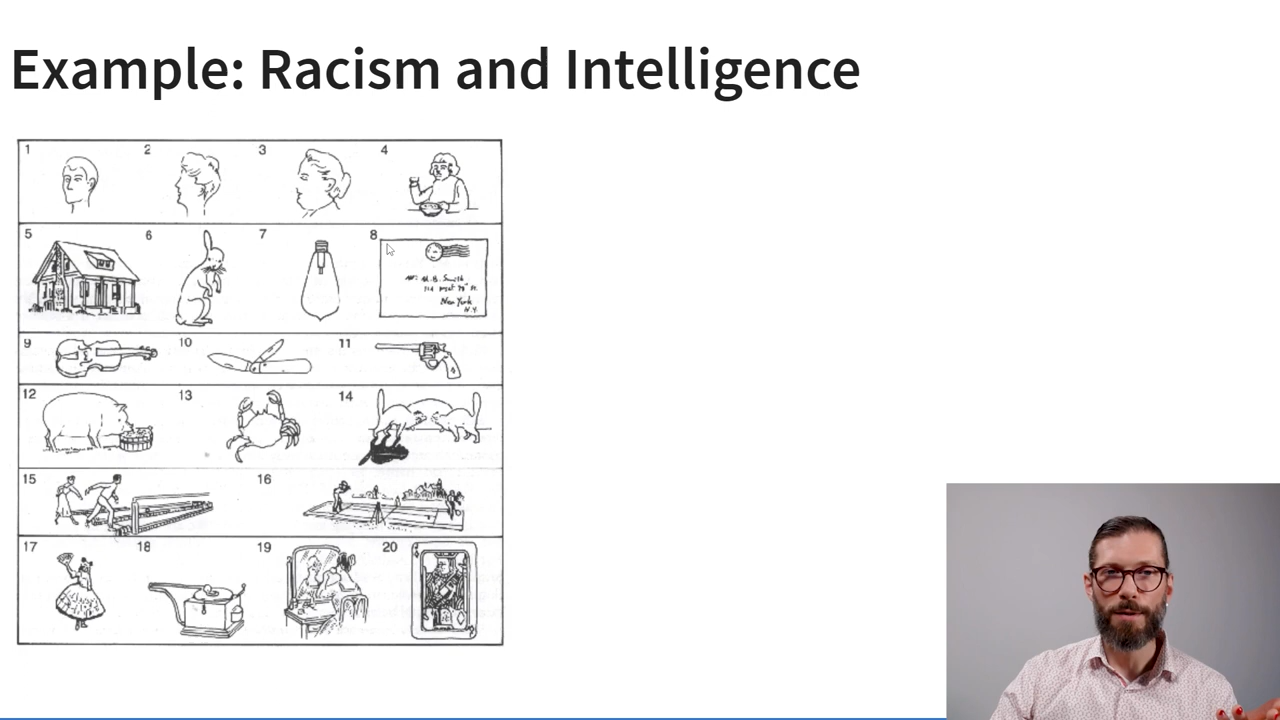 Example: Racism and Intelligence
1 2 3 4
5 6 7 8
M.B. Smith
New York
N.Y.
9 10 11
12 13 14
15 16
17 18 19 20